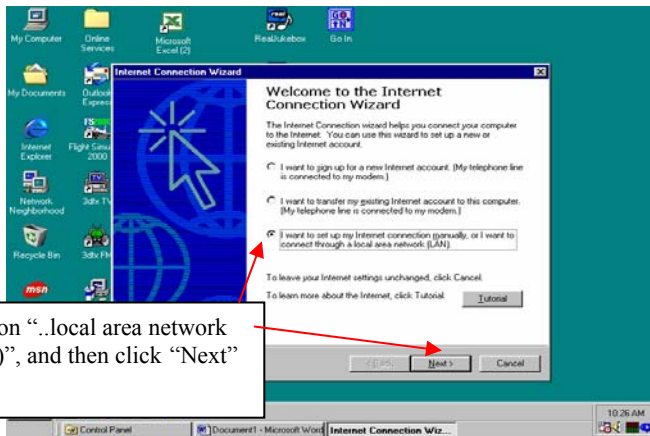 My Computer
Online
Services
Microsoft
Excel (2)
RealJukebox
Go In
My Documents
Outlook
Express
Internet
Explorer
Flight Simu
2000
Network
Neighborhood
3dfx TV
Recycle Bin
3dfx FM
msn
Internet Connection Wizard
Welcome to the Internet
Connection Wizard
The Internet Connection wizard helps you connect your computer
to the Internet. You can use this wizard to set up a new or
existing Internet account.
I want to sign up for a new Internet account. (My telephone line
is connected to my modem.)
I want to transfer my existing Internet account to this computer.
(My telephone line is connected to my modem.)
I want to set up my Internet connection manually, or I want to
connect through a local area network (LAN).
To leave your Internet settings unchanged, click Cancel.
To learn more about the Internet, click Tutorial.
Tutorial
< Back
Next >
Cancel
on “..local area network
)”, and then click “Next”
Control Panel
Document1 - Microsoft Word
Internet Connection Wiz...
10:26 AM